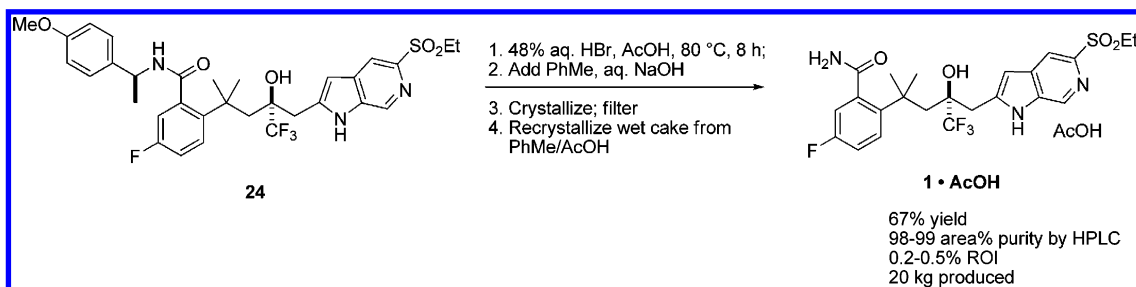 MeO
N
H
O
F
OH
CF3
N
H
N
SO2Et
24
1. 48% aq. HBr, AcOH, 80 °C, 8 h;
2. Add PhMe, aq. NaOH
3. Crystallize; filter
4. Recrystallize wet cake from
PhMe/AcOH
NH2
O
F
OH
CF3
N
H
N
SO2Et
AcOH
1 • AcOH
67% yield
98-99 area% purity by HPLC
0.2-0.5% ROI
20 kg produced